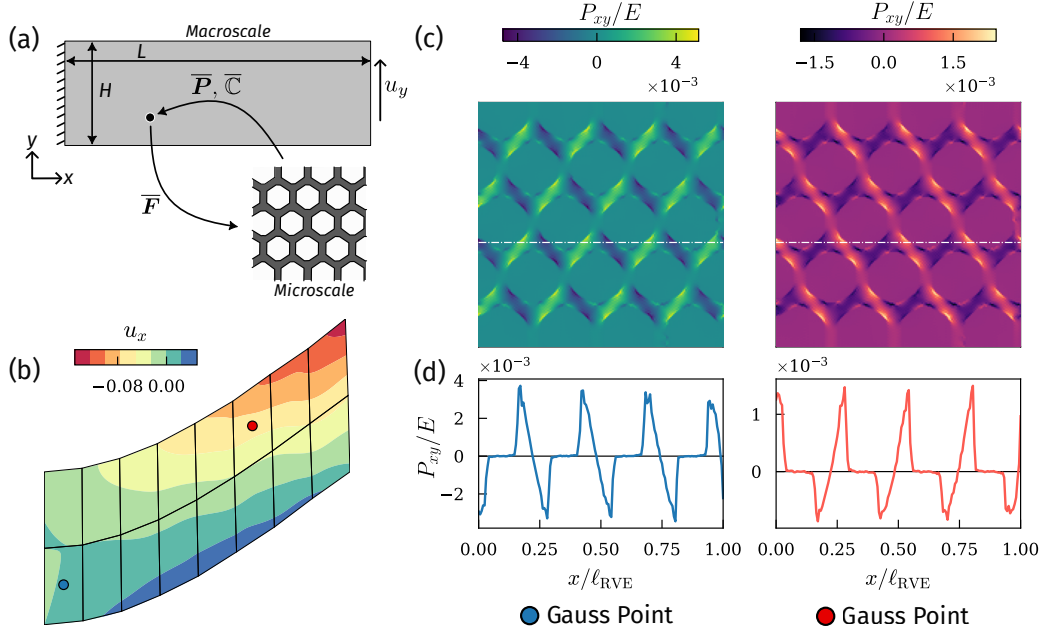 (a)
Macroscale
L
H
P̅, ℂ̅
u_y
y
x
F̅
Microscale
(b)
u_x
−0.08 0.00
(c)
P_xy/E
−4 0 4
×10⁻³
P_xy/E
−1.5 0.0 1.5
×10⁻³
(d)
×10⁻³
4
2
0
−2
P_xy/E
0.00 0.25 0.50 0.75 1.00
x/ℓ_RVE
Gauss Point
×10⁻³
1
0
0.00 0.25 0.50 0.75 1.00
x/ℓ_RVE
Gauss Point